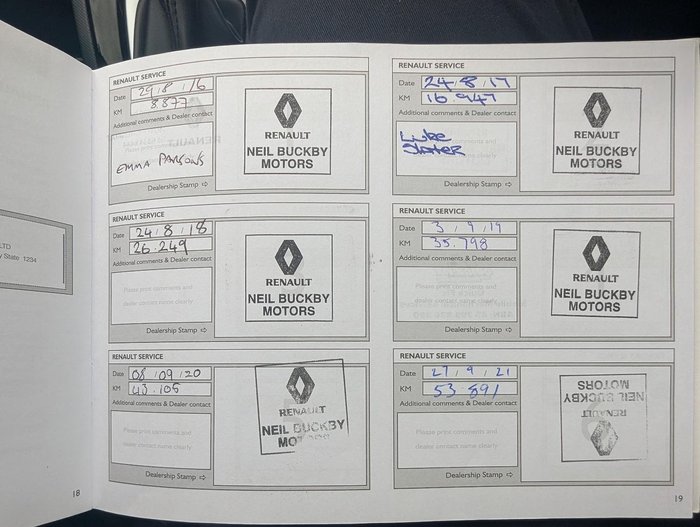 LTD
y State 1234
RENAULT SERVICE
Date 29 / 8 / 16
KM 8.877
Additional comments & Dealer contact
EMMA PARSONS
Dealership Stamp ⇨
RENAULT
NEIL BUCKBY
MOTORS
RENAULT SERVICE
Date 24 / 8 / 18
KM 26.249
Additional comments & Dealer contact
Please print comments and
dealer contact name clearly
Dealership Stamp ⇨
RENAULT
NEIL BUCKBY
MOTORS
RENAULT SERVICE
Date 08 / 09 / 20
KM 43.105
Additional comments & Dealer contact
Please print comments and
dealer contact name clearly
Dealership Stamp ⇨
RENAULT
NEIL BUCKBY
18
RENAULT SERVICE
Date 24 / 8 / 17
KM 16 947
Additional comments & Dealer contact
Luke
Slater
Dealership Stamp ⇨
RENAULT
NEIL BUCKBY
MOTORS
RENAULT SERVICE
Date 3 / 9 / 19
KM 35.798
Additional comments & Dealer contact
Please print comments and
dealer contact name clearly
Dealership Stamp ⇨
RENAULT
NEIL BUCKBY
MOTORS
RENAULT SERVICE
Date 27 / 9 / 21
KM 53 891
Additional comments & Dealer contact
Please print comments and
dealer contact name clearly
Dealership Stamp ⇨
RENAULT
NEIL BUCKBY
MOTORS
19